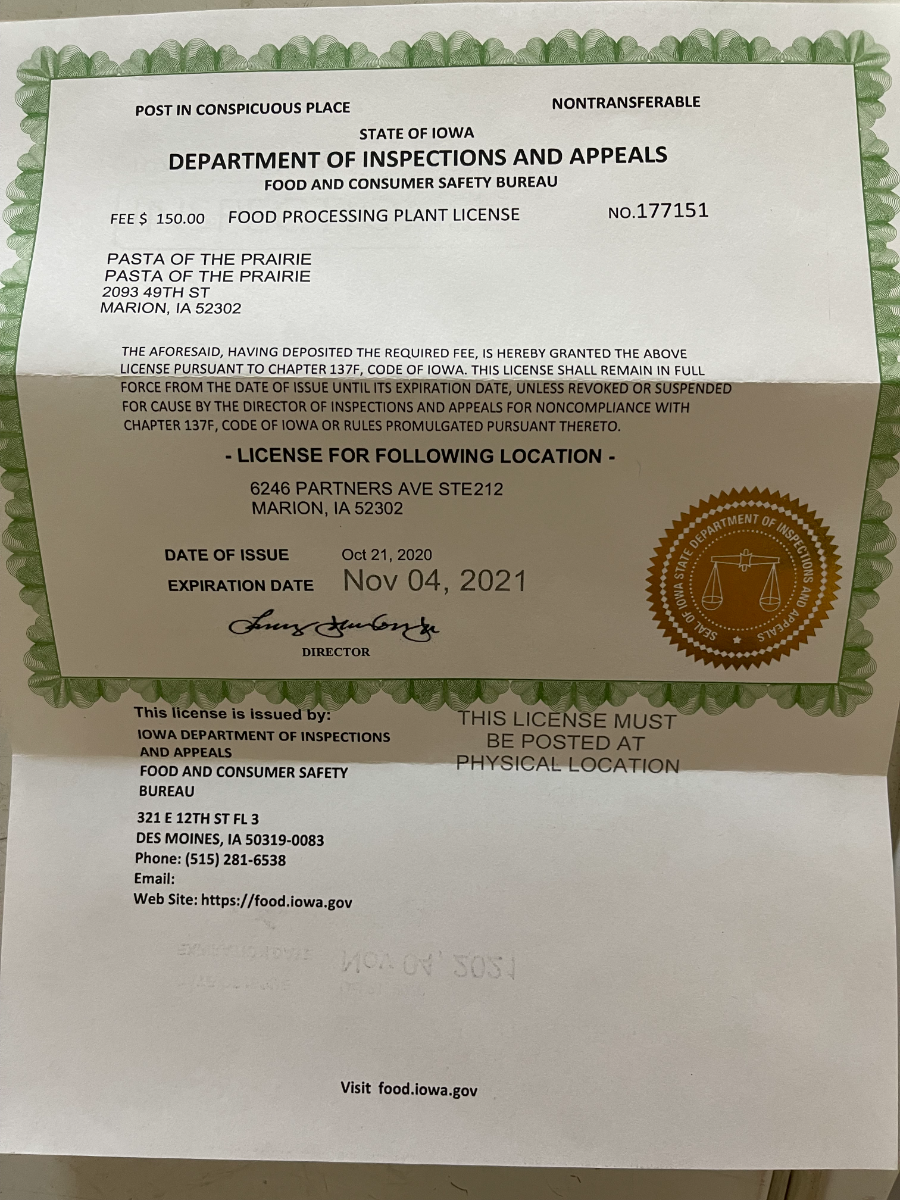 POST IN CONSPICUOUS PLACE
NONTRANSFERABLE
STATE OF IOWA
DEPARTMENT OF INSPECTIONS AND APPEALS
FOOD AND CONSUMER SAFETY BUREAU
FEE $ 150.00 FOOD PROCESSING PLANT LICENSE NO.177151
PASTA OF THE PRAIRIE
PASTA OF THE PRAIRIE
2093 49TH ST
MARION, IA 52302
THE AFORESAID, HAVING DEPOSITED THE REQUIRED FEE, IS HEREBY GRANTED THE ABOVE
LICENSE PURSUANT TO CHAPTER 137F, CODE OF IOWA. THIS LICENSE SHALL REMAIN IN FULL
FORCE FROM THE DATE OF ISSUE UNTIL ITS EXPIRATION DATE, UNLESS REVOKED OR SUSPENDED
FOR CAUSE BY THE DIRECTOR OF INSPECTIONS AND APPEALS FOR NONCOMPLIANCE WITH
CHAPTER 137F, CODE OF IOWA OR RULES PROMULGATED PURSUANT THERETO.
- LICENSE FOR FOLLOWING LOCATION -
6246 PARTNERS AVE STE212
MARION, IA 52302
DATE OF ISSUE Oct 21, 2020
EXPIRATION DATE Nov 04, 2021
DIRECTOR
SEAL OF IOWA STATE DEPARTMENT OF INSPECTIONS AND APPEALS
This license is issued by:
IOWA DEPARTMENT OF INSPECTIONS
AND APPEALS
FOOD AND CONSUMER SAFETY
BUREAU
321 E 12TH ST FL 3
DES MOINES, IA 50319-0083
Phone: (515) 281-6538
Email:
Web Site: https://food.iowa.gov
THIS LICENSE MUST
BE POSTED AT
PHYSICAL LOCATION
Nov 04, 2021
Visit food.iowa.gov